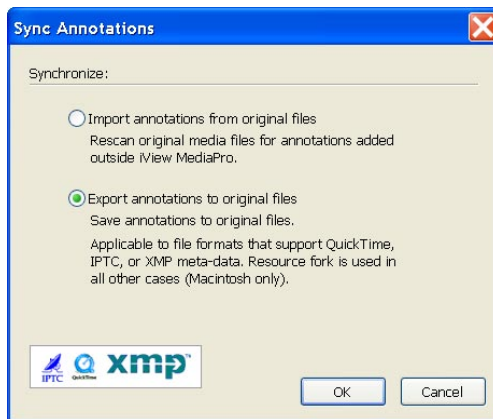 Sync Annotations
Synchronize:
Import annotations from original files
Rescan original media files for annotations added
outside iView MediaPro.
Export annotations to original files
Save annotations to original files.
Applicable to file formats that support QuickTime,
IPTC, or XMP meta-data. Resource fork is used in
all other cases (Macintosh only).
IPTC QuickTime xmp™
OK Cancel